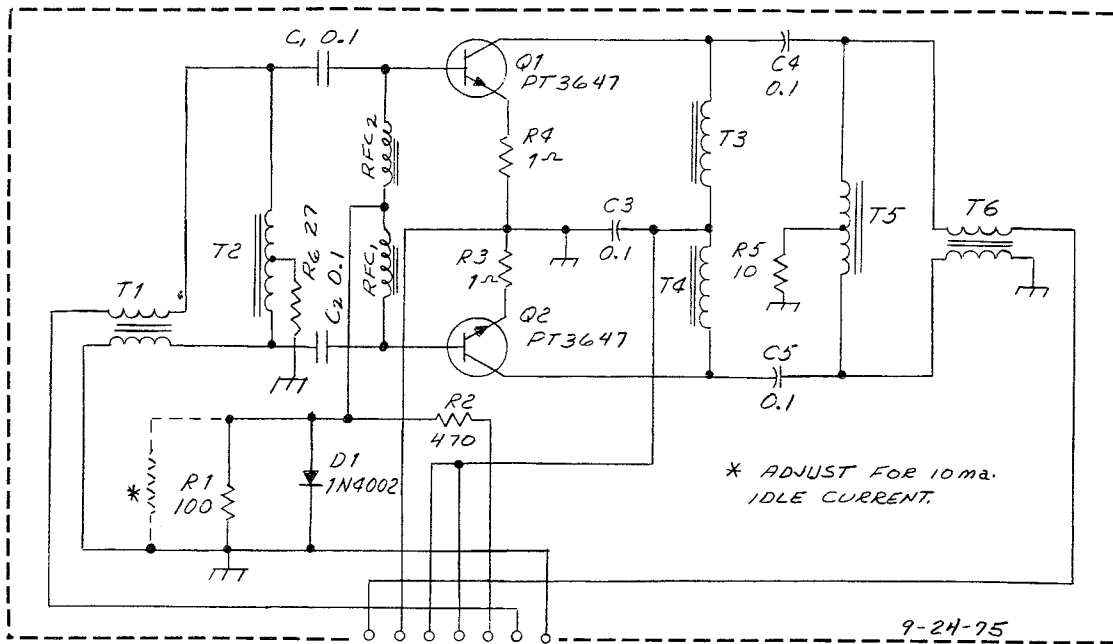 C1 0.1
Q1
PT3647
C4
0.1
RFC2
R4
1Ω
T3
T2
R6 27
C2 0.1
RFC1
C3
0.1
R3
1Ω
T4
R5
10
T5
T6
T1
Q2
PT3647
C5
0.1
R2
470
*
R1
100
D1
1N4002
* ADJUST FOR 10ma.
IDLE CURRENT.
9-24-75